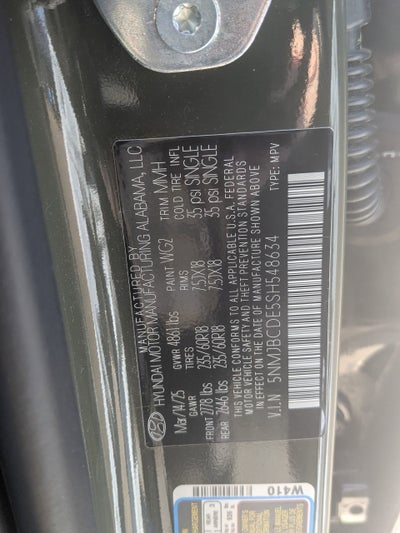 MANUFACTURED BY
HYUNDAI MOTOR MANUFACTURING ALABAMA, LLC
Mar/14/25 GVWR 4861 lbs PAINT WG2 TRIM MMH
GAWR TIRES RIMS COLD TIRE INFL
FRONT 2778 lbs 235/60R18 7.5JX18 35 psi SINGLE
REAR 2646 lbs 235/60R18 7.5JX18 35 psi SINGLE
THIS VEHICLE CONFORMS TO ALL APPLICABLE U.S.A. FEDERAL
MOTOR VEHICLE SAFETY AND THEFT PREVENTION STANDARDS
IN EFFECT ON THE DATE OF MANUFACTURE SHOWN ABOVE
V.I.N 5NMJBCDE5SH548634 TYPE: MPV
W410